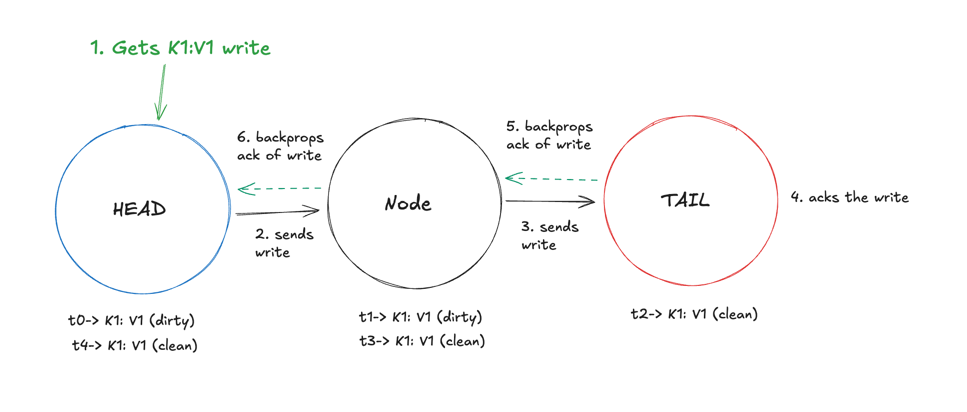 1. Gets K1:V1 write
6. backprops
ack of write
5. backprops
ack of write
HEAD
Node
TAIL
4. acks the write
2. sends
write
3. sends
write
t0-> K1: V1 (dirty)
t4-> K1: V1 (clean)
t1-> K1: V1 (dirty)
t3-> K1: V1 (clean)
t2-> K1: V1 (clean)